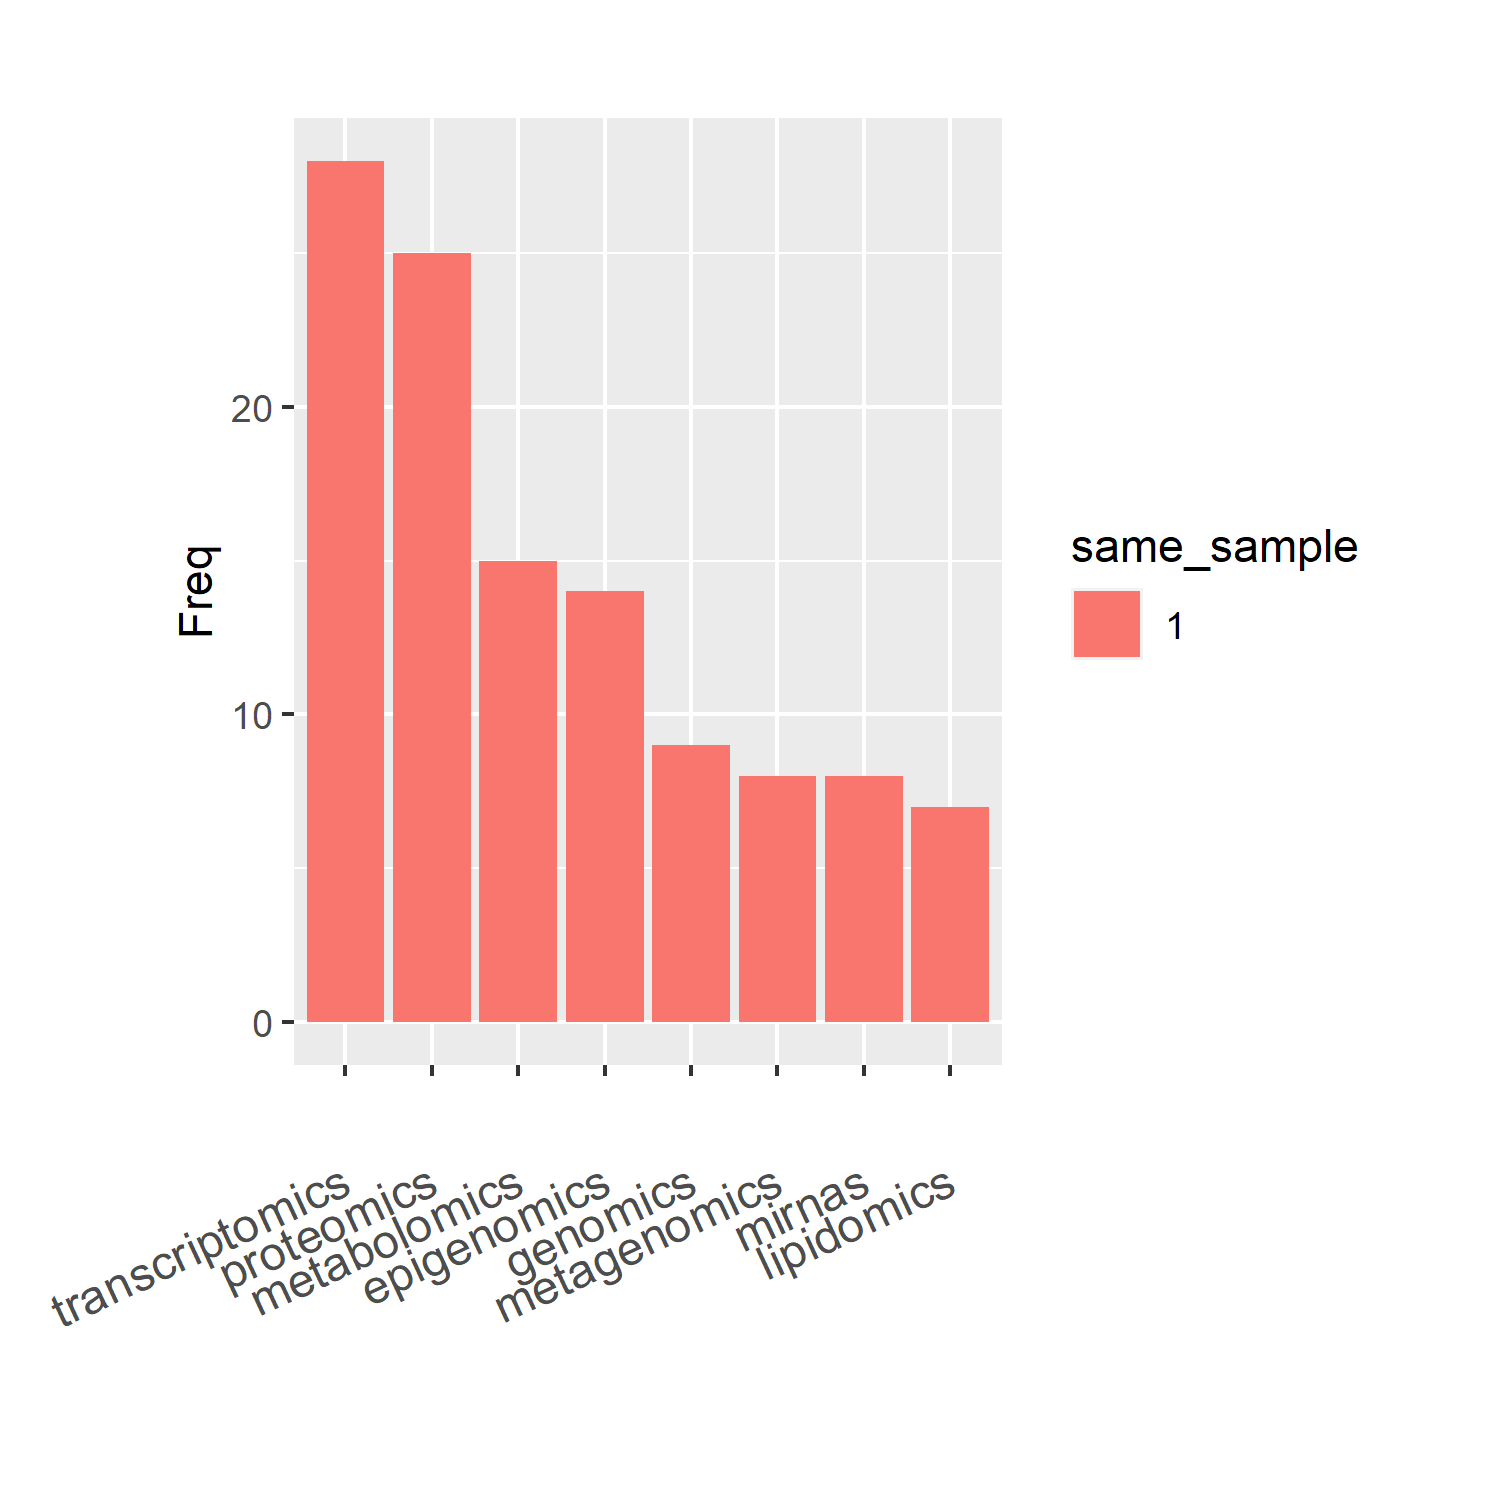 Freq
20
10
0
transcriptomics
proteomics
metabolomics
epigenomics
genomics
metagenomics
mirnas
lipidomics
same_sample
1